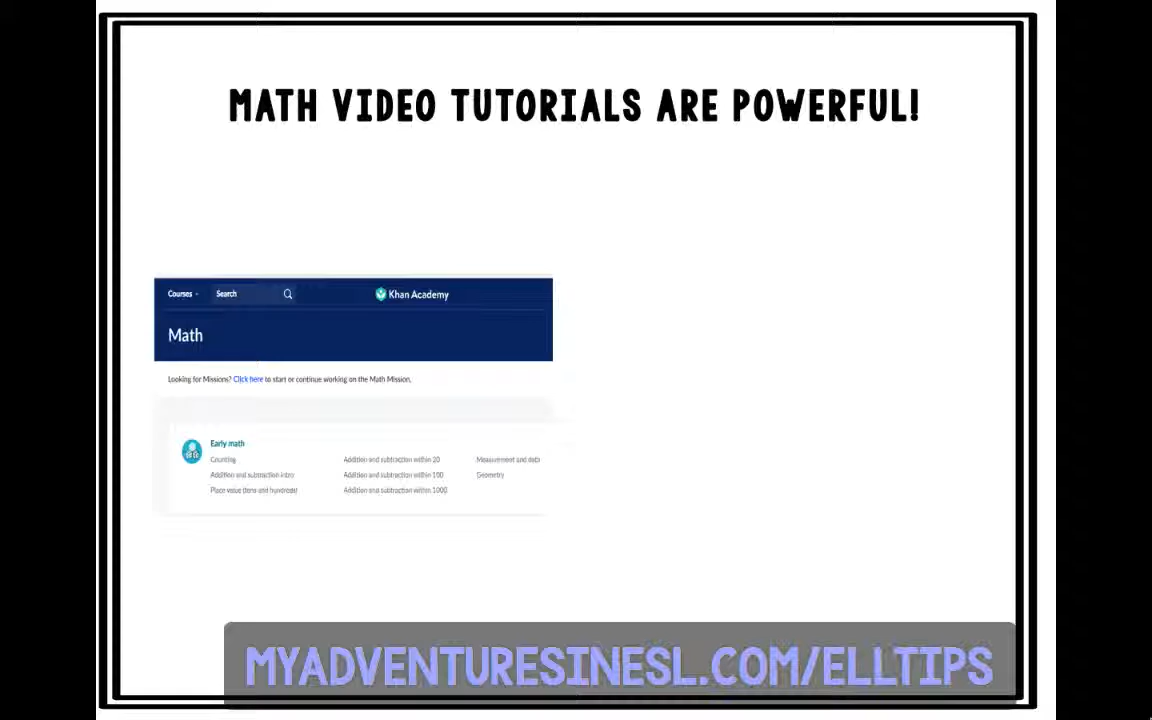 MATH VIDEO TUTORIALS ARE POWERFUL!
Courses Search Khan Academy
Math
Looking for Missions? Click here to start or continue working on the Math Mission.
Early math
Counting Addition and subtraction within 20 Measurement and data
Addition and subtraction intro Addition and subtraction within 100 Geometry
Place value (tens and hundreds) Addition and subtraction within 1000
MYADVENTURESINESL.COM/ELLTIPS